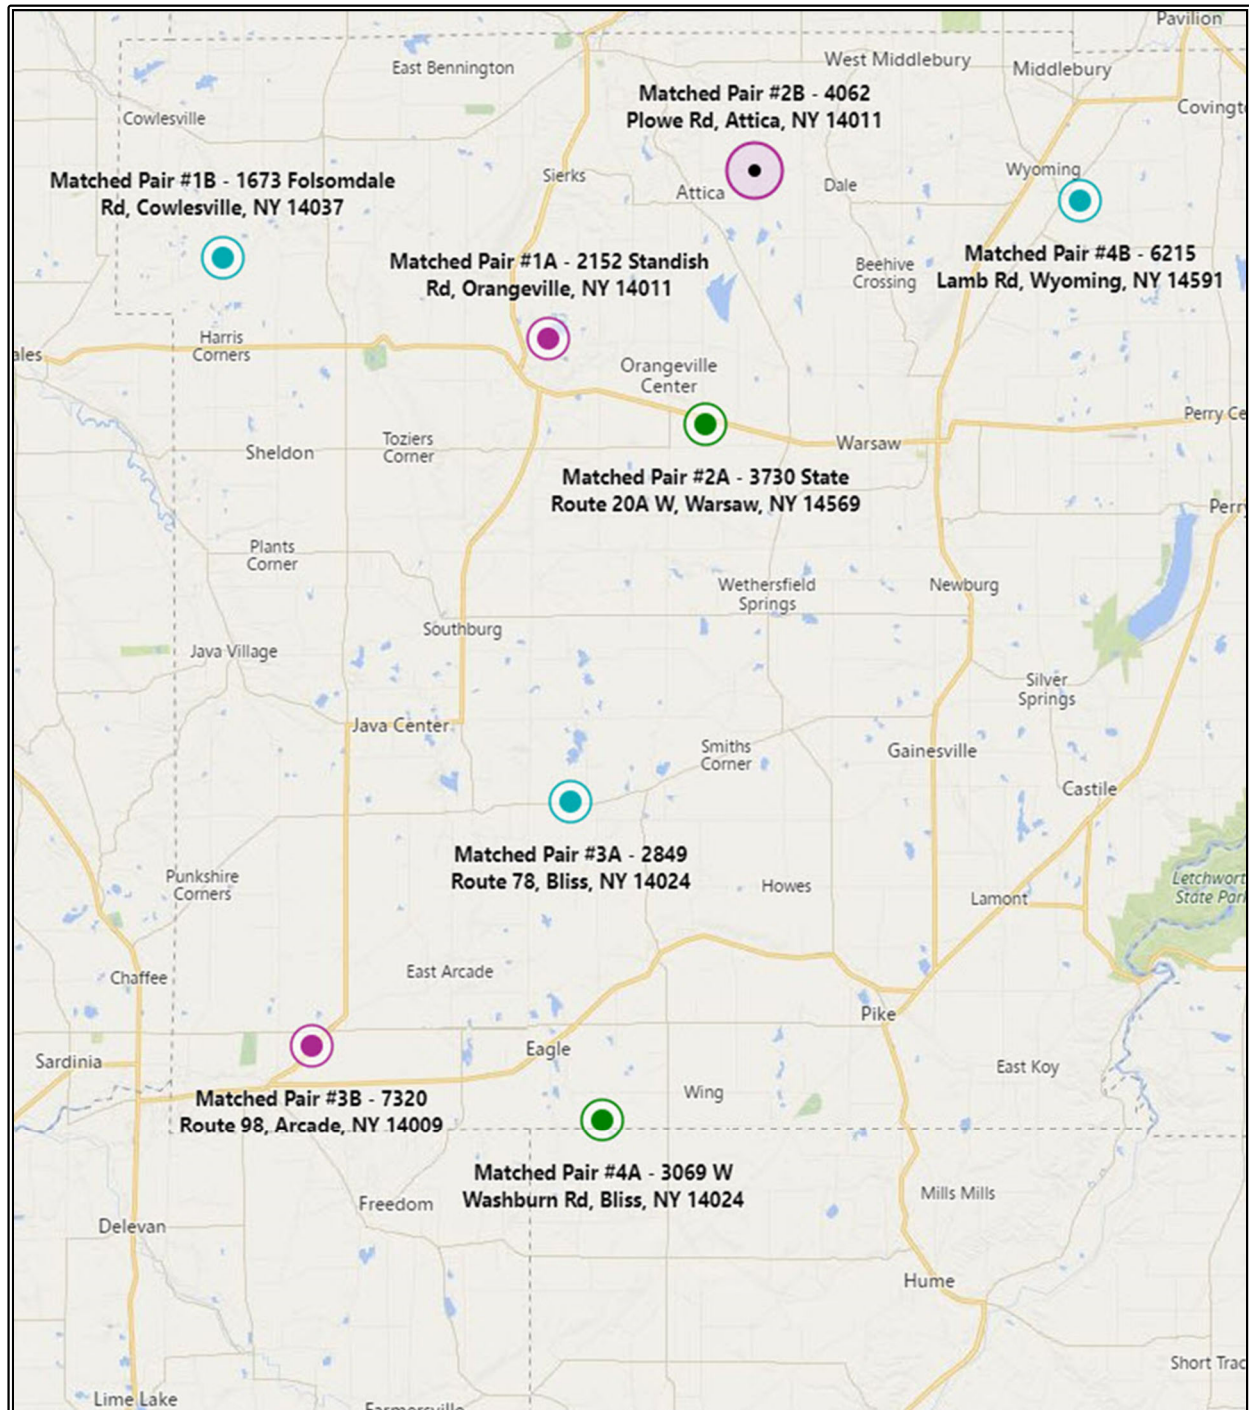 Pavilion
West Middlebury
East Bennington
Middlebury
Matched Pair #2B - 4062
Plowe Rd, Attica, NY 14011
Cowlesville
Sierks
Attica
Dale
Wyoming
Matched Pair #1B - 1673 Folsomdale
Rd, Cowlesville, NY 14037
Matched Pair #4B - 6215
Lamb Rd, Wyoming, NY 14591
Matched Pair #1A - 2152 Standish
Rd, Orangeville, NY 14011
Beehive
Crossing
Harris
Corners
ales
Orangeville
Center
Perry Ce
Warsaw
Sheldon
Toziers
Corner
Matched Pair #2A - 3730 State
Route 20A W, Warsaw, NY 14569
Perry
Plants
Corner
Wethersfield
Springs
Newburg
Southburg
Java Village
Silver
Springs
Java Center
Smiths
Corner
Gainesville
Castile
Matched Pair #3A - 2849
Route 78, Bliss, NY 14024
Punkshire
Corners
Howes
Lamont
Letchwort
State Park
Chaffee
East Arcade
Pike
Sardinia
Eagle
East Koy
Wing
Matched Pair #3B - 7320
Route 98, Arcade, NY 14009
Matched Pair #4A - 3069 W
Washburn Rd, Bliss, NY 14024
Mills Mills
Freedom
Delevan
Hume
Short Trac
Lime Lake